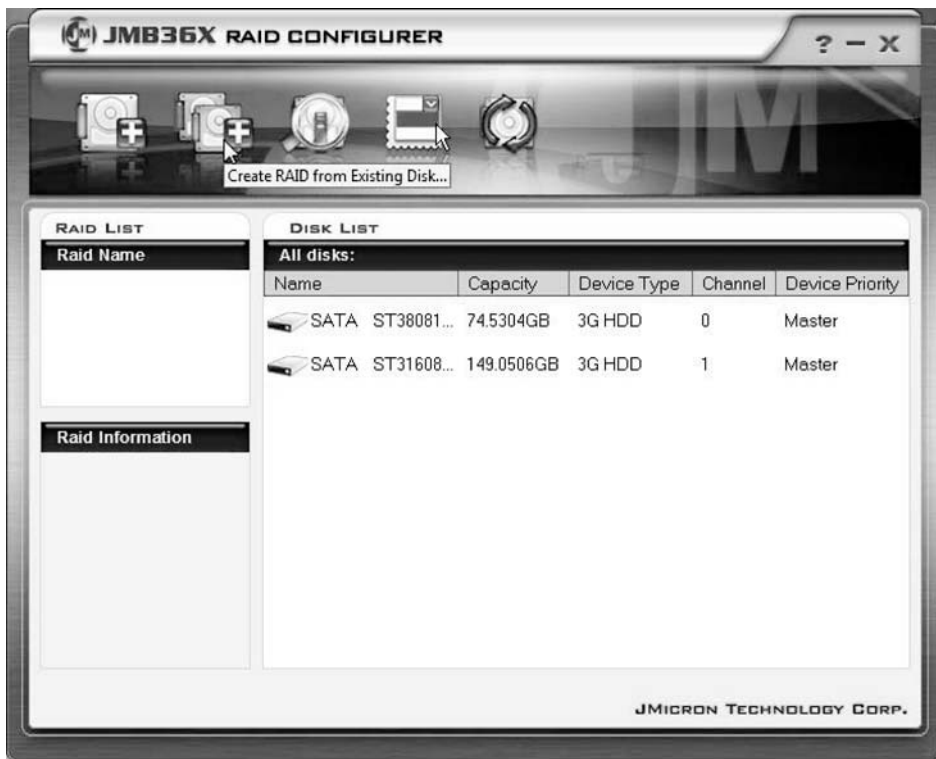 JM JMB36X RAID CONFIGURER
? – X
Create RAID from Existing Disk...
JM
RAID LIST
Raid Name
Raid Information
DISK LIST
All disks:
Name Capacity Device Type Channel Device Priority
SATA ST38081... 74.5304GB 3G HDD 0 Master
SATA ST31608... 149.0506GB 3G HDD 1 Master
JMICRON TECHNOLOGY CORP.